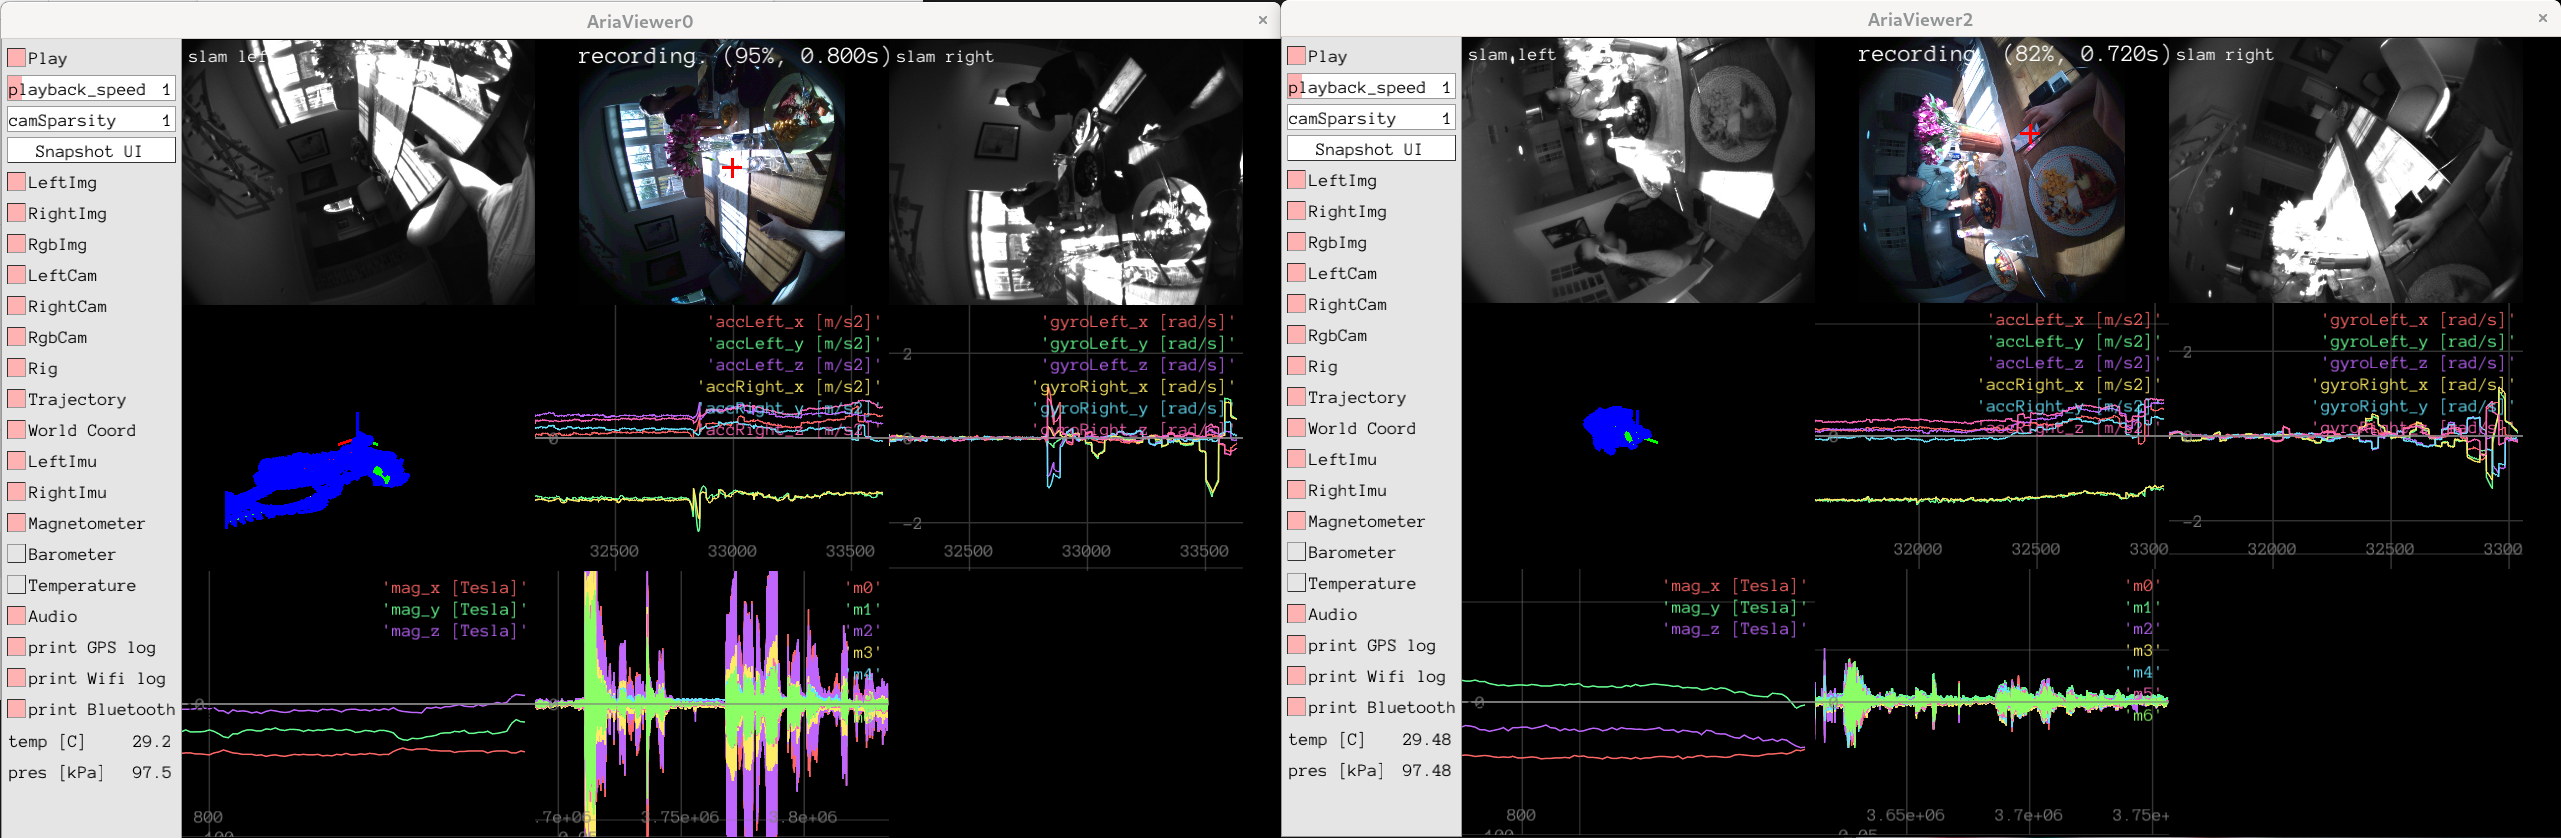 AriaViewer0
×
Play
playback_speed 1
camSparsity 1
Snapshot UI
LeftImg
RightImg
RgbImg
LeftCam
RightCam
RgbCam
Rig
Trajectory
World Coord
LeftImu
RightImu
Magnetometer
Barometer
Temperature
Audio
print GPS log
print Wifi log
print Bluetooth
temp [C] 29.2
pres [kPa] 97.5
slam left
recording. (95%, 0.800s)
slam right
'accLeft_x [m/s2]'
'accLeft_y [m/s2]'
'accLeft_z [m/s2]'
'accRight_x [m/s2]'
'accRight_y [m/s2]'
'accRight_z [m/s2]'
0
32500 33000 33500
'gyroLeft_x [rad/s]'
'gyroLeft_y [rad/s]'
'gyroLeft_z [rad/s]'
'gyroRight_x [rad/s]'
'gyroRight_y [rad/s]'
'gyroRight_z [rad/s]'
2
0
-2
32500 33000 33500
'mag_x [Tesla]'
'mag_y [Tesla]'
'mag_z [Tesla]'
0
800
'm0'
'm1'
'm2'
'm3'
'm4'
.7e+06 3.75e+06 3.8e+06
AriaViewer2
×
Play
playback_speed 1
camSparsity 1
Snapshot UI
LeftImg
RightImg
RgbImg
LeftCam
RightCam
RgbCam
Rig
Trajectory
World Coord
LeftImu
RightImu
Magnetometer
Barometer
Temperature
Audio
print GPS log
print Wifi log
print Bluetooth
temp [C] 29.48
pres [kPa] 97.48
slam left
recording. (82%, 0.720s)
slam right
'accLeft_x [m/s2]'
'accLeft_y [m/s2]'
'accLeft_z [m/s2]'
'accRight_x [m/s2]'
'accRight_y [m/s2]'
'accRight_z [m/s2]'
0
32000 32500 3300
'gyroLeft_x [rad/s]'
'gyroLeft_y [rad/s]'
'gyroLeft_z [rad/s]'
'gyroRight_x [rad/s]'
'gyroRight_y [rad/s]'
'gyroRight_z [rad/s]'
2
0
-2
32000 32500 3300
'mag_x [Tesla]'
'mag_y [Tesla]'
'mag_z [Tesla]'
0
800
'm0'
'm1'
'm2'
'm3'
'm4'
'm5'
'm6'
3.65e+06 3.7e+06 3.75e+